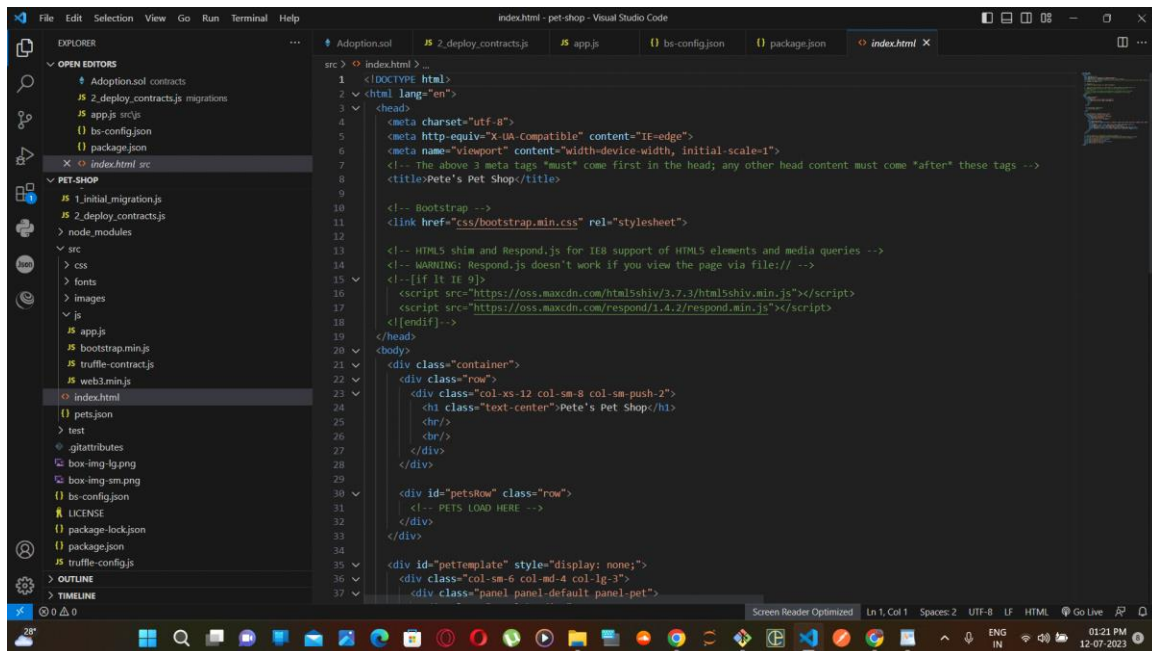 File Edit Selection View Go Run Terminal Help
index.html - pet-shop - Visual Studio Code
EXPLORER
OPEN EDITORS
Adoption.sol contracts
JS 2_deploy_contracts.js migrations
JS app.js src\js
{} bs-config.json
{} package.json
index.html src
PET-SHOP
JS 1_initial_migration.js
JS 2_deploy_contracts.js
node_modules
src
css
fonts
images
js
JS app.js
JS bootstrap.min.js
JS truffle-contract.js
JS web3.min.js
index.html
{} pets.json
test
.gitattributes
box-img-lg.png
box-img-sm.png
{} bs-config.json
LICENSE
{} package-lock.json
{} package.json
JS truffle-config.js
OUTLINE
TIMELINE
Adoption.sol JS 2_deploy_contracts.js JS app.js {} bs-config.json {} package.json index.html
src > index.html > ...
1 <!DOCTYPE html>
2 <html lang="en">
3 <head>
4 <meta charset="utf-8">
5 <meta http-equiv="X-UA-Compatible" content="IE=edge">
6 <meta name="viewport" content="width=device-width, initial-scale=1">
7 <!-- The above 3 meta tags *must* come first in the head; any other head content must come *after* these tags -->
8 <title>Pete's Pet Shop</title>
9
10 <!-- Bootstrap -->
11 <link href="css/bootstrap.min.css" rel="stylesheet">
12
13 <!-- HTML5 shim and Respond.js for IE8 support of HTML5 elements and media queries -->
14 <!-- WARNING: Respond.js doesn't work if you view the page via file:// -->
15 <!--[if lt IE 9]>
16 <script src="https://oss.maxcdn.com/html5shiv/3.7.3/html5shiv.min.js"></script>
17 <script src="https://oss.maxcdn.com/respond/1.4.2/respond.min.js"></script>
18 <![endif]-->
19 </head>
20 <body>
21 <div class="container">
22 <div class="row">
23 <div class="col-xs-12 col-sm-8 col-sm-push-2">
24 <h1 class="text-center">Pete's Pet Shop</h1>
25 <hr/>
26 <br/>
27 </div>
28 </div>
29
30 <div id="petsRow" class="row">
31 <!-- PETS LOAD HERE -->
32 </div>
33 </div>
34
35 <div id="petTemplate" style="display: none;">
36 <div class="col-sm-6 col-md-4 col-lg-3">
37 <div class="panel panel-default panel-pet">
0 0 Screen Reader Optimized Ln 1, Col 1 Spaces: 2 UTF-8 LF HTML Go Live
28° ENG 01:21 PM
IN 12-07-2023